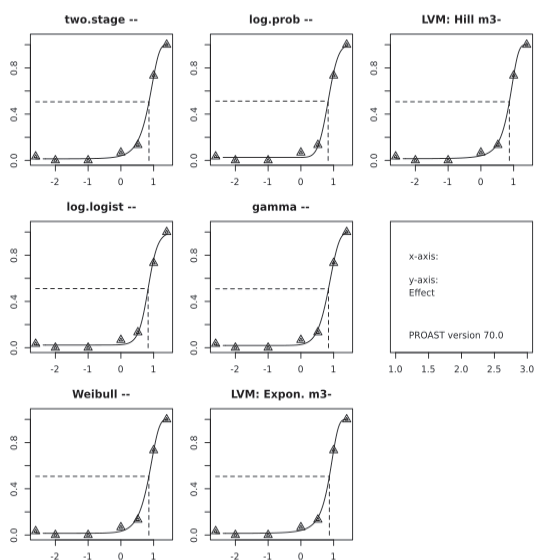 two.stage --
log.prob --
LVM: Hill m3-
0.0 0.4 0.8
-2 -1 0 1
0.0 0.4 0.8
-2 -1 0 1
0.0 0.4 0.8
-2 -1 0 1
log.logist --
gamma --
0.0 0.4 0.8
-2 -1 0 1
0.0 0.4 0.8
-2 -1 0 1
x-axis:
y-axis:
Effect
PROAST version 70.0
1.0 1.5 2.0 2.5 3.0
Weibull --
LVM: Expon. m3-
0.0 0.4 0.8
-2 -1 0 1
0.0 0.4 0.8
-2 -1 0 1